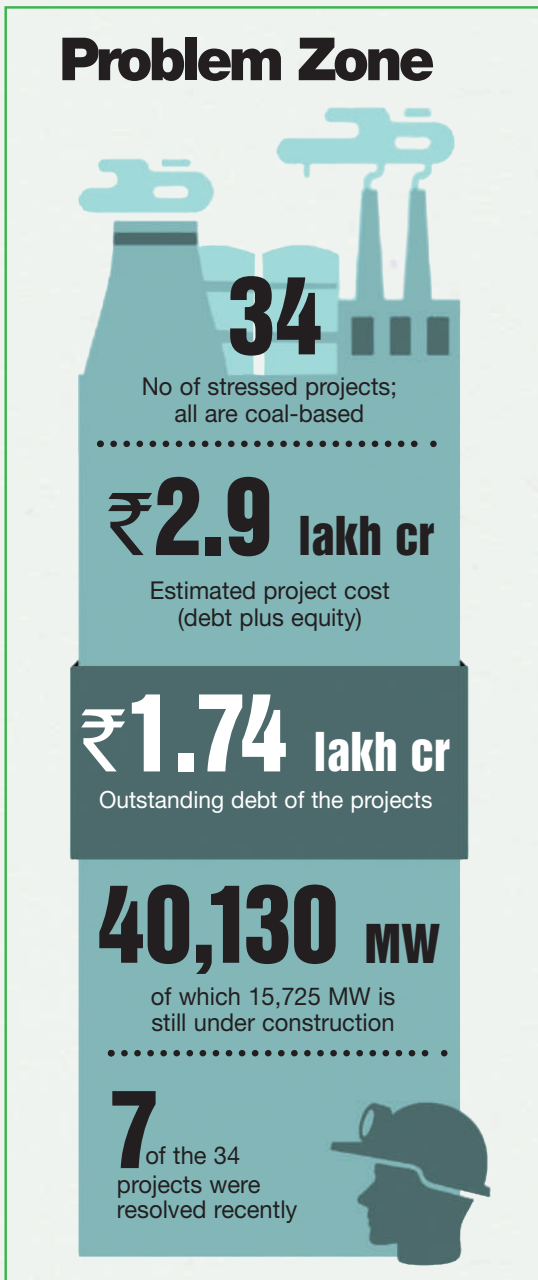 Problem Zone
34
No of stressed projects;
all are coal-based
₹2.9 lakh cr
Estimated project cost
(debt plus equity)
₹1.74 lakh cr
Outstanding debt of the projects
40,130 MW
of which 15,725 MW is
still under construction
7 of the 34
projects were
resolved recently